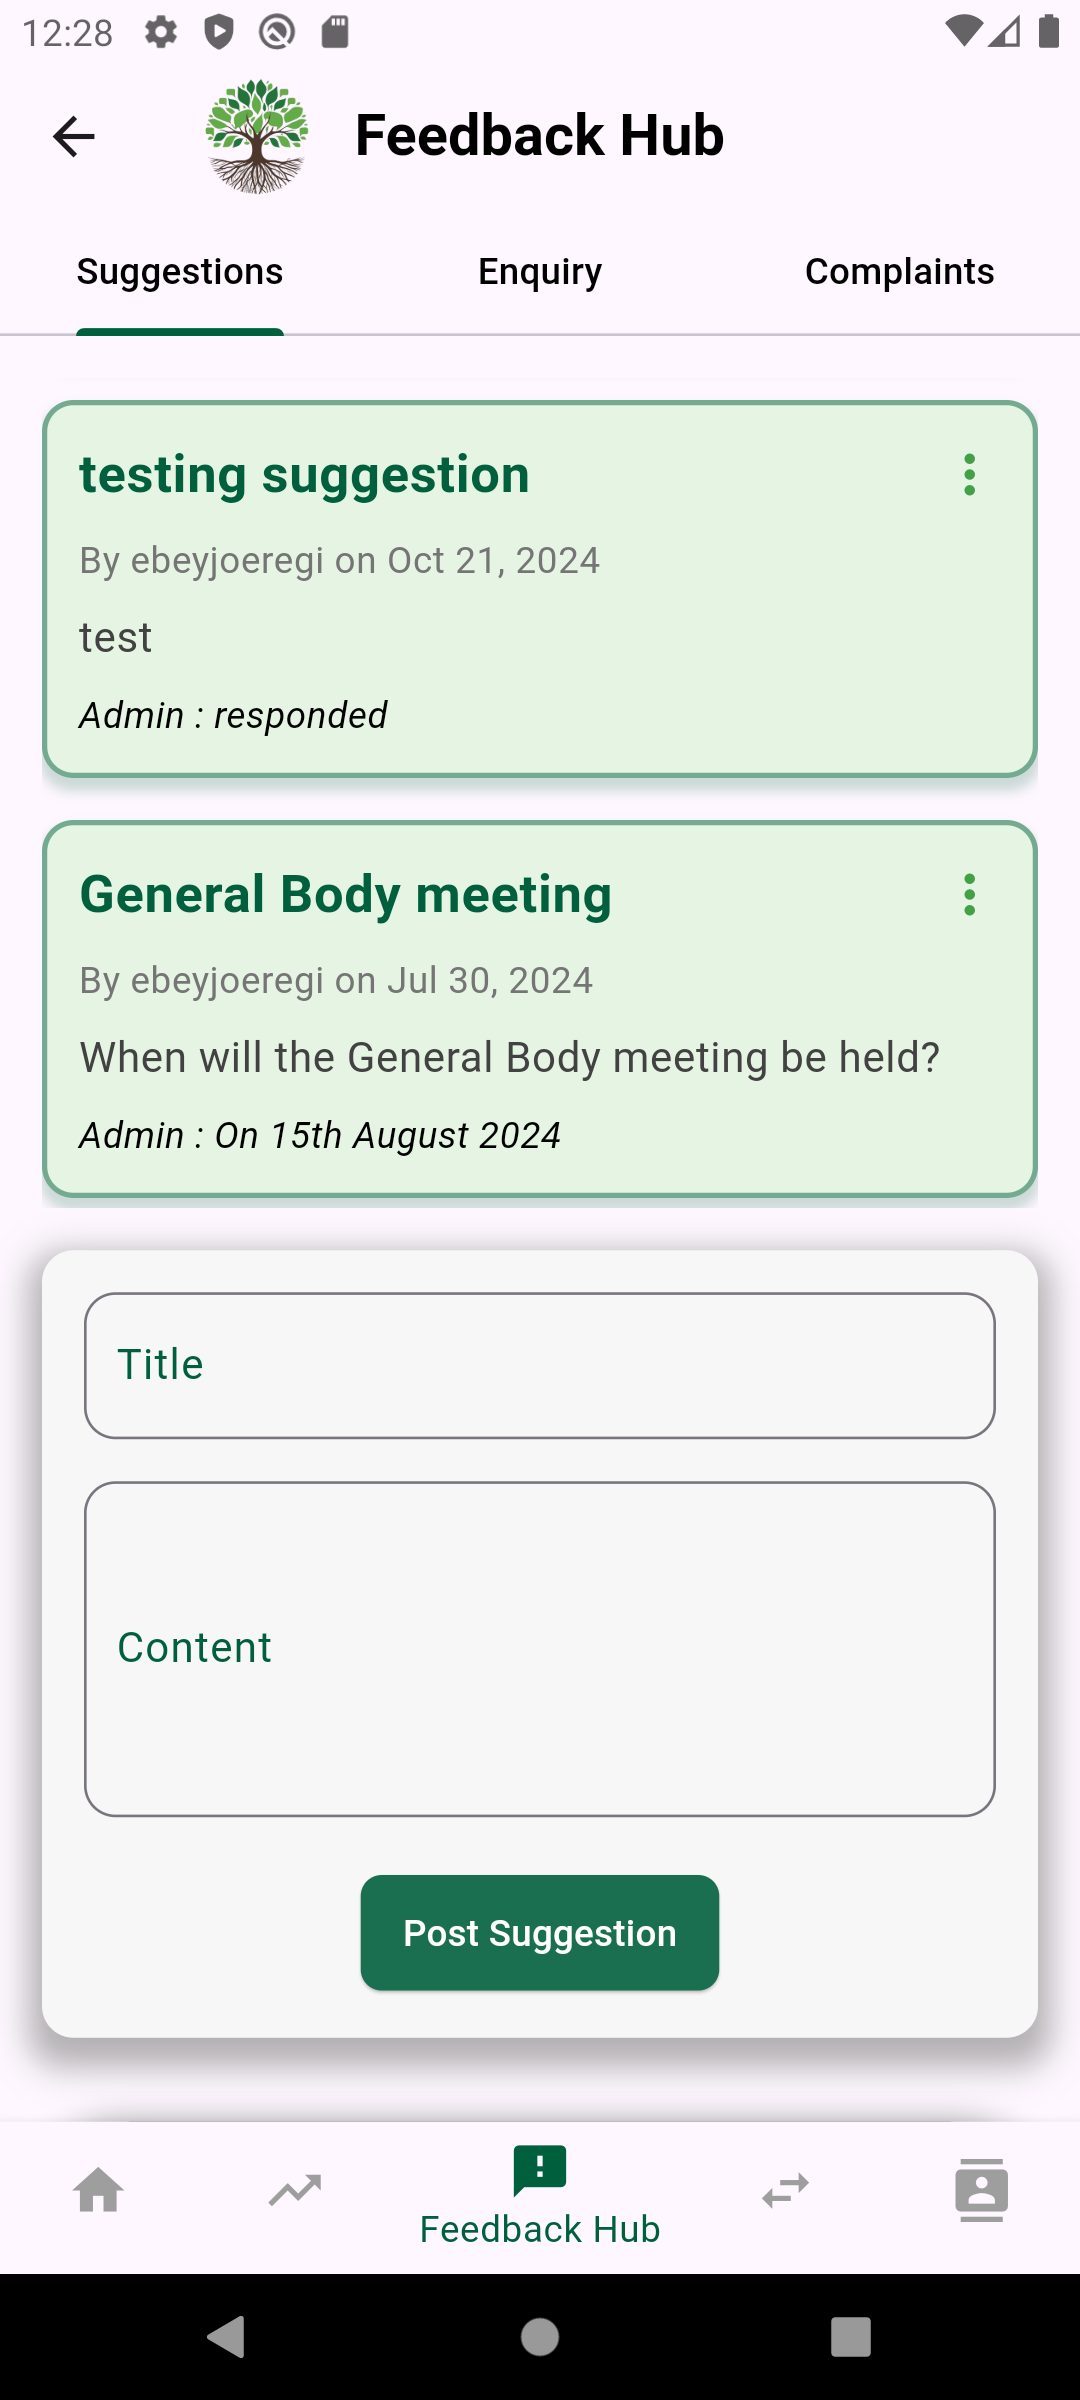 12:28
Feedback Hub
Suggestions
Enquiry
Complaints
testing suggestion
By ebeyjoeregi on Oct 21, 2024
test
Admin : responded
General Body meeting
By ebeyjoeregi on Jul 30, 2024
When will the General Body meeting be held?
Admin : On 15th August 2024
Title
Content
Post Suggestion
Feedback Hub